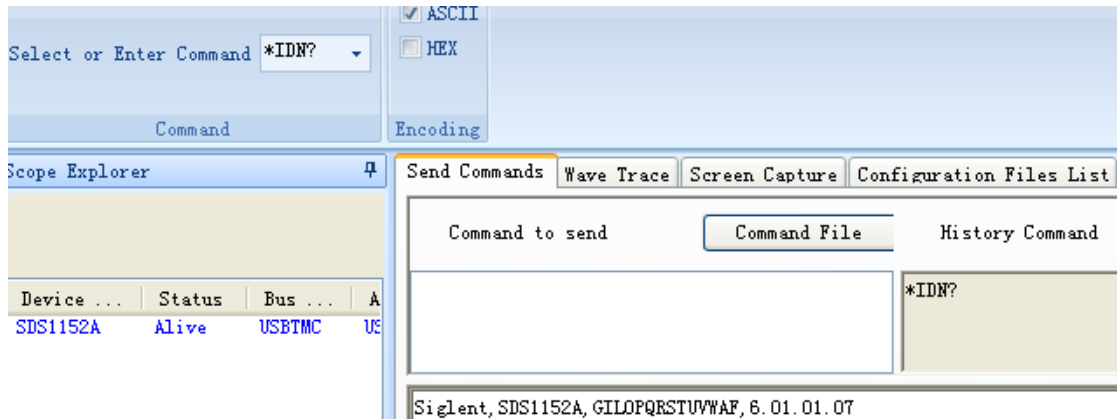 ASCII
Select or Enter Command *IDN?
HEX
Command
Encoding
Scope Explorer
Send Commands Wave Trace Screen Capture Configuration Files List
Command to send Command File History Command
*IDN?
Device ... Status Bus ... A
SDS1152A Alive USBTMC US
Siglent,SDS1152A,GILOPQRSTUVWAF,6.01.01.07